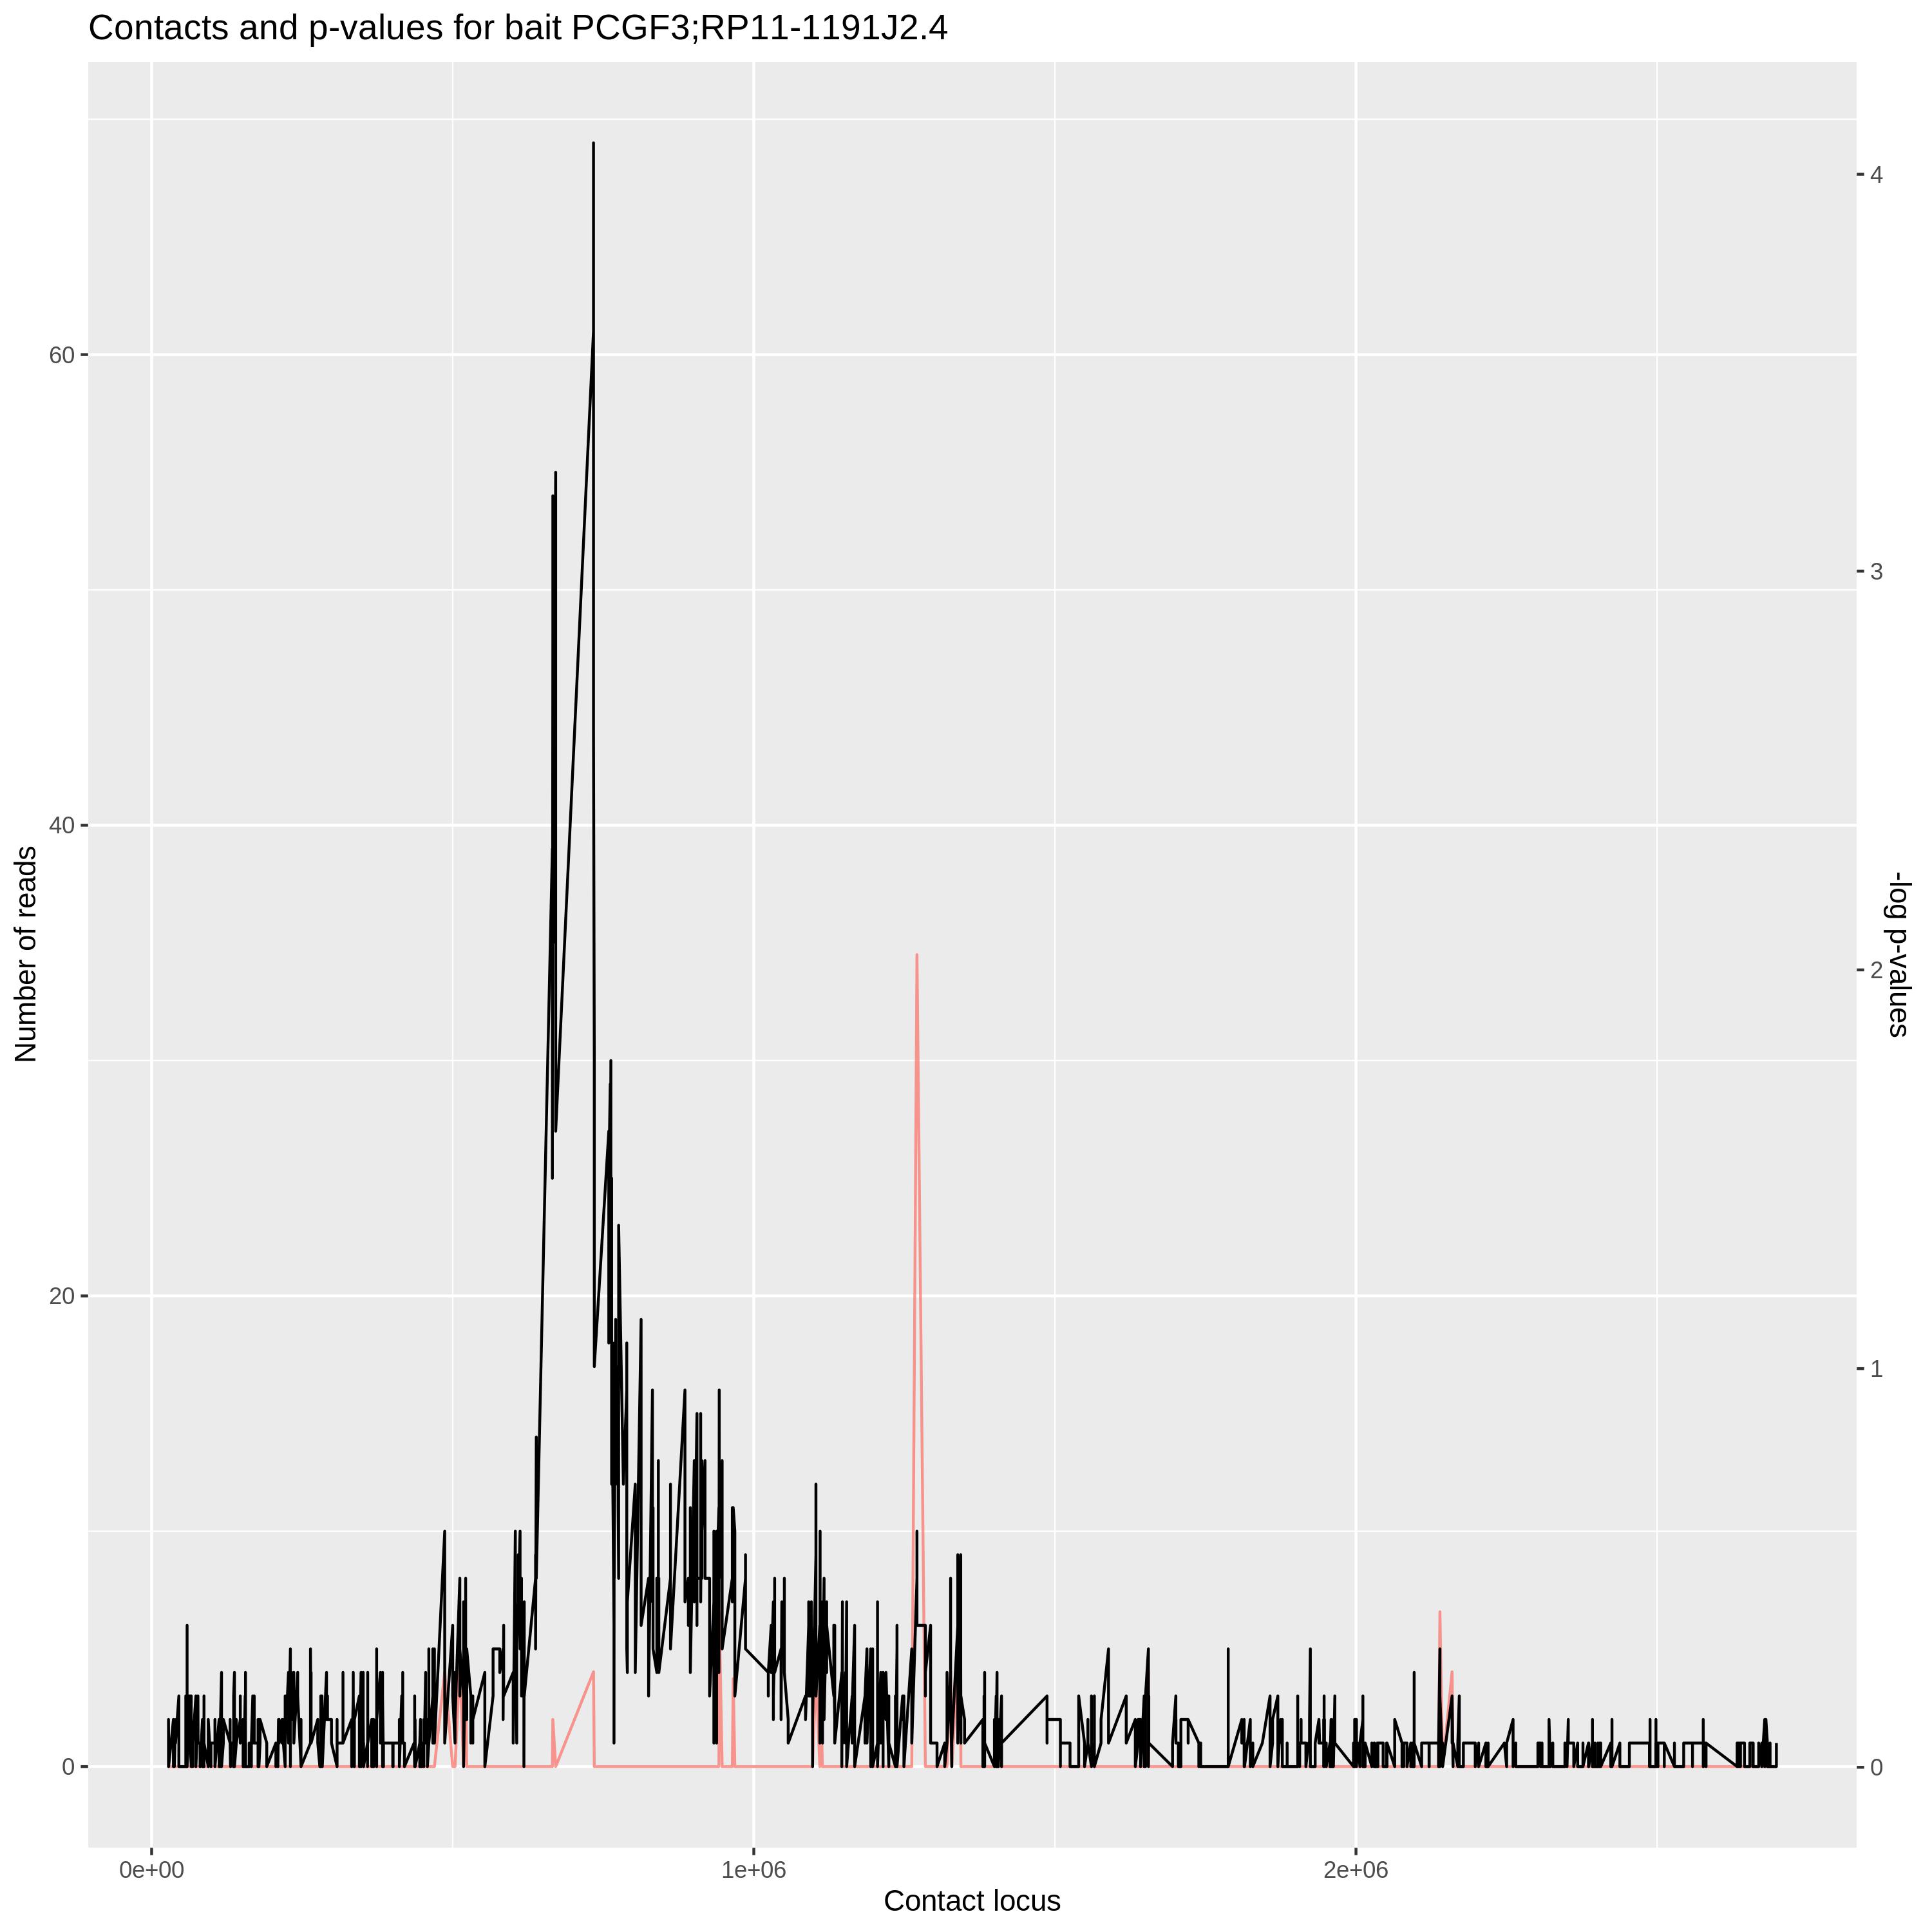 Contacts and p-values for bait PCGF3;RP11-1191J2.4
60
40
20
0
Number of reads
4
3
2
1
0
-log p-values
0e+00
1e+06
2e+06
Contact locus